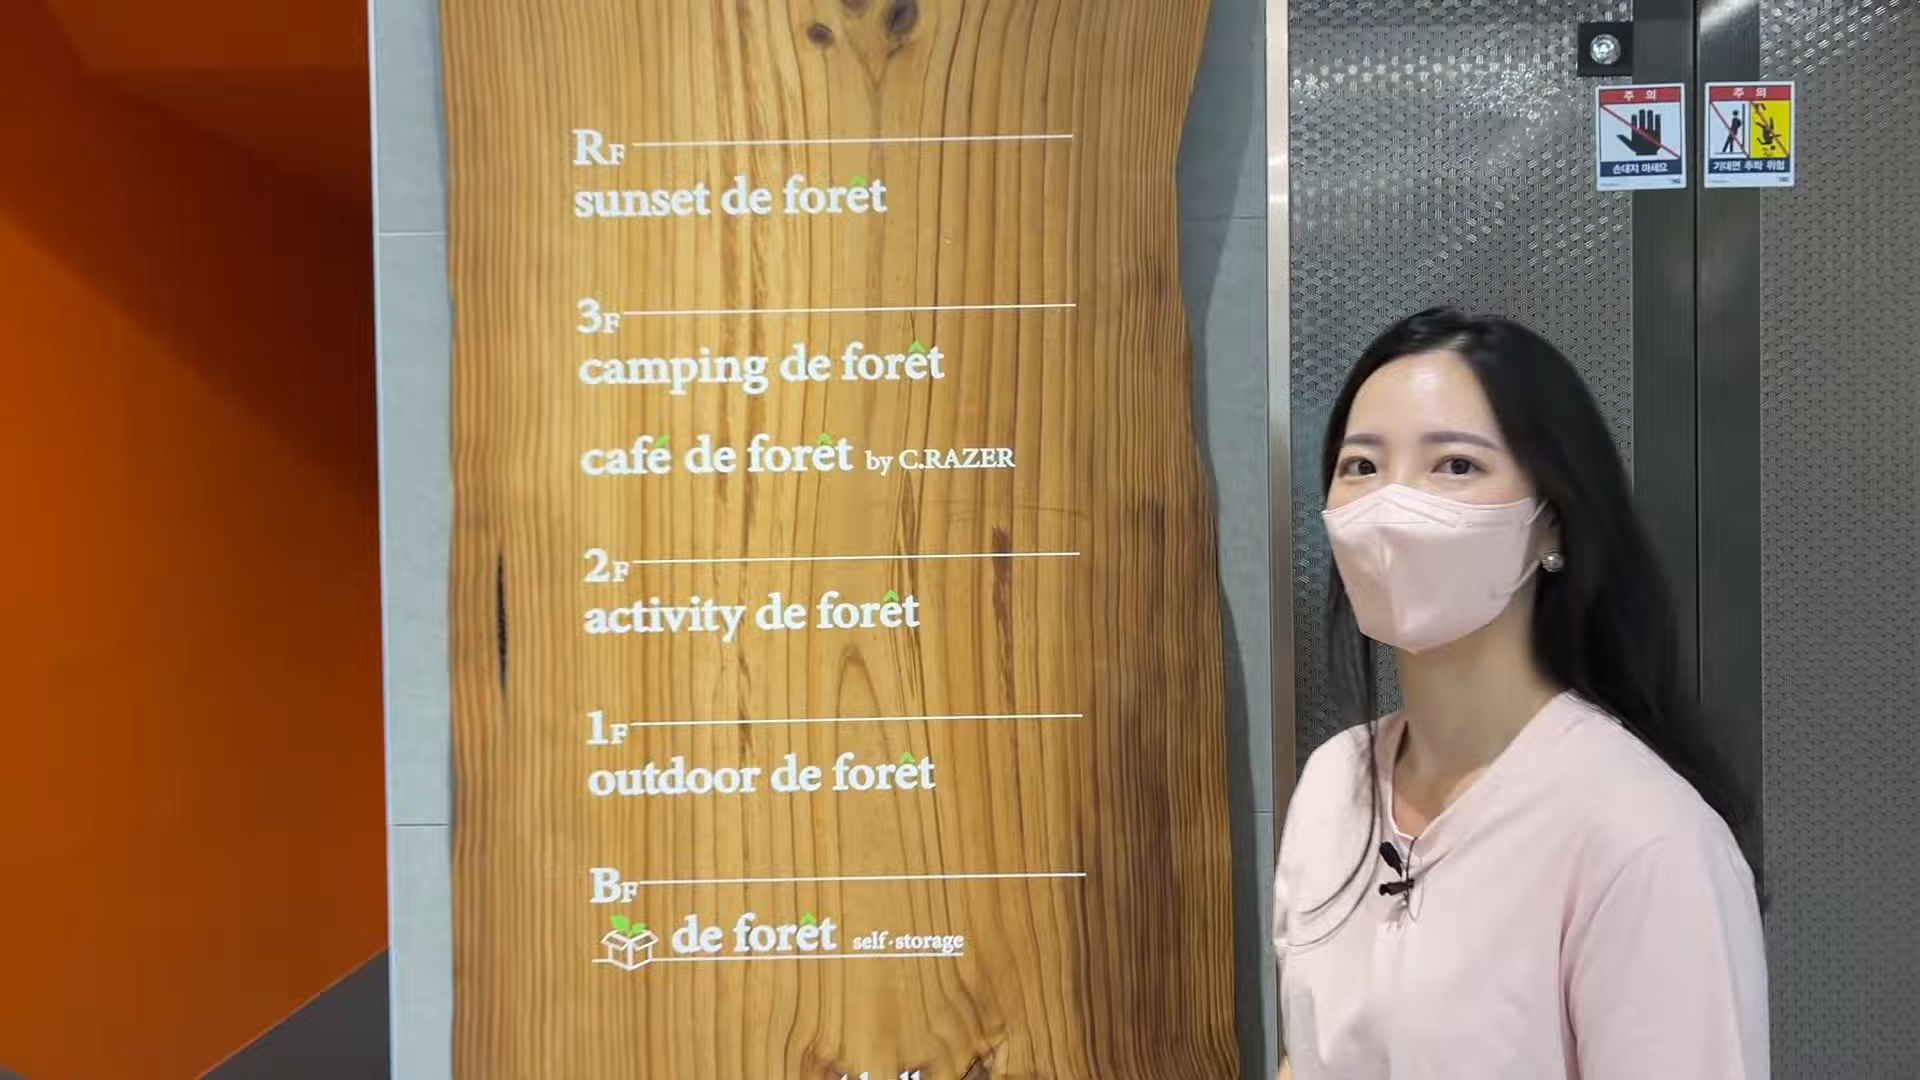 RF
sunset de forêt
3F
camping de forêt
café de forêt by C.RAZER
2F
activity de forêt
1F
outdoor de forêt
BF
de forêt self·storage
주 의
손대지 마세요
주 의
기대면 추락 위험